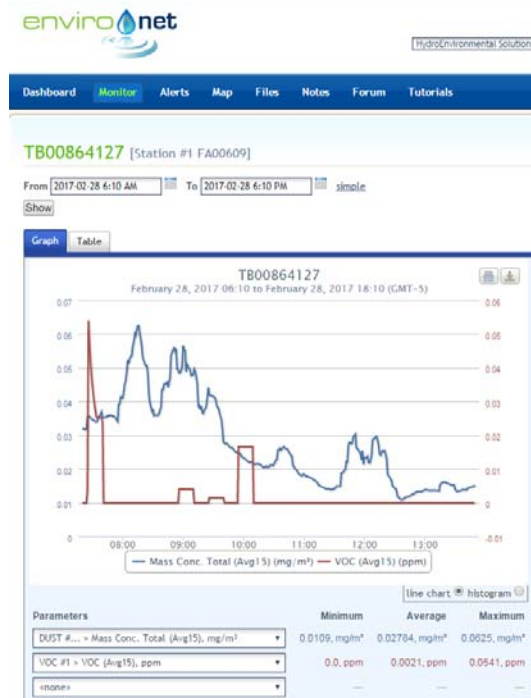 enviro net
HydroEnvironmental Solution
Dashboard Monitor Alerts Map Files Notes Forum Tutorials
TB00864127 [Station #1 FA00609]
From 2017-02-28 6:10 AM To 2017-02-28 6:10 PM simple
Show
Graph Table
TB00864127
February 28, 2017 06:10 to February 28, 2017 18:10 (GMT-5)
0.07 0.06
0.06 0.05
0.05 0.04
0.04 0.03
0.03 0.02
0.02 0.01
0.01 0
0 -0.01
08:00 09:00 10:00 11:00 12:00 13:00
Mass Conc. Total (Avg15) (mg/m³) VOC (Avg15) (ppm)
line chart histogram
Parameters Minimum Average Maximum
DUST #... » Mass Conc. Total (Avg15), mg/m³ 0.0109, mg/m³ 0.02784, mg/m³ 0.0625, mg/m³
VOC #1 » VOC (Avg15), ppm 0.0, ppm 0.0021, ppm 0.0541, ppm
<none> — — —